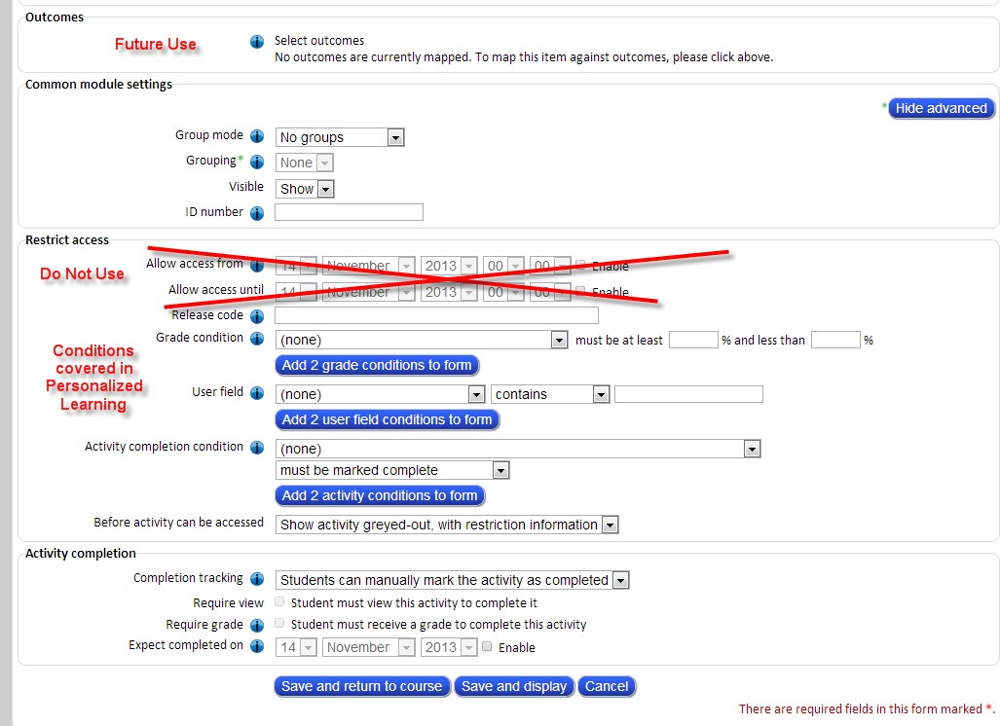 Outcomes
Future Use
Select outcomes
No outcomes are currently mapped. To map this item against outcomes, please click above.
Common module settings
* Hide advanced
Group mode No groups
Grouping* None
Visible Show
ID number
Restrict access
Do Not Use
Allow access from 14 November 2013 00 00 Enable
Allow access until 14 November 2013 00 00 Enable
Release code
Grade condition (none) must be at least % and less than %
Conditions
covered in
Personalized
Learning
Add 2 grade conditions to form
User field (none) contains
Add 2 user field conditions to form
Activity completion condition (none)
must be marked complete
Add 2 activity conditions to form
Before activity can be accessed Show activity greyed-out, with restriction information
Activity completion
Completion tracking Students can manually mark the activity as completed
Require view Student must view this activity to complete it
Require grade Student must receive a grade to complete this activity
Expect completed on 14 November 2013 Enable
Save and return to course Save and display Cancel
There are required fields in this form marked *.